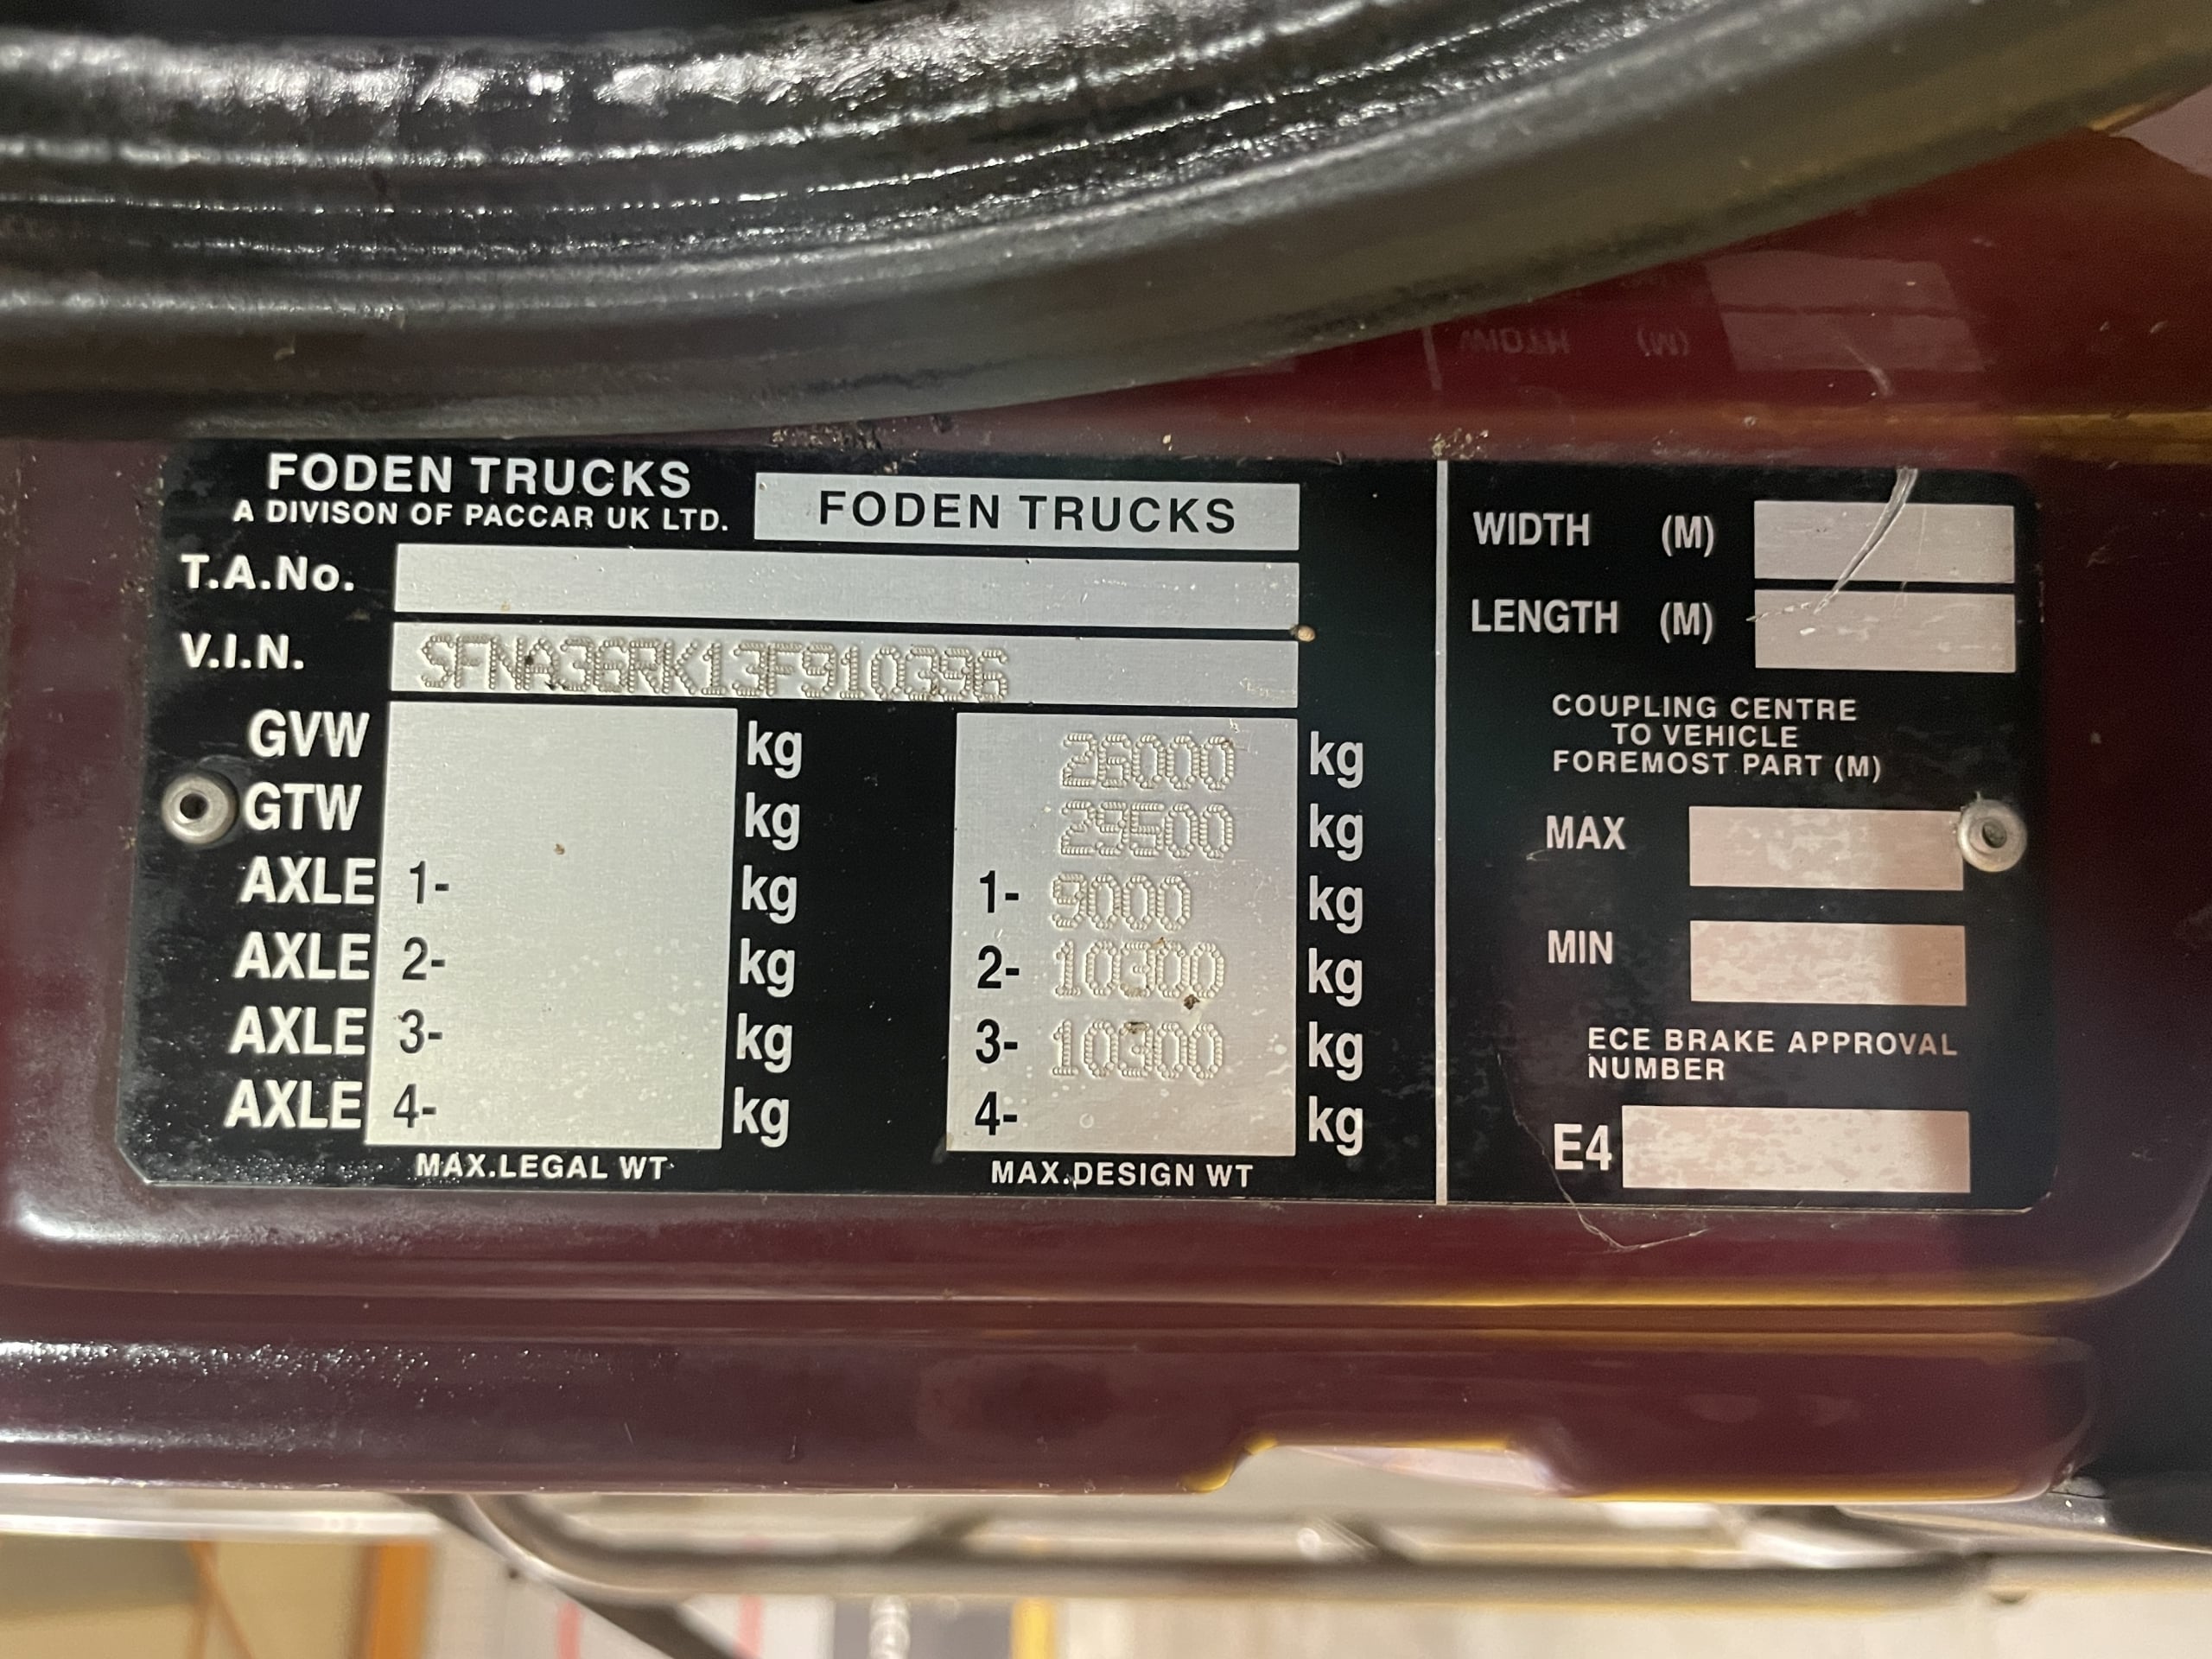 FODEN TRUCKS
A DIVISON OF PACCAR UK LTD.
FODEN TRUCKS
T.A.No.
V.I.N. SFNA36RK13F910396
GVW kg 26000 kg
GTW kg 29500 kg
AXLE 1- kg 1- 9000 kg
AXLE 2- kg 2- 10300 kg
AXLE 3- kg 3- 10300 kg
AXLE 4- kg 4- kg
MAX.LEGAL WT MAX.DESIGN WT
WIDTH (M)
LENGTH (M)
COUPLING CENTRE
TO VEHICLE
FOREMOST PART (M)
MAX
MIN
ECE BRAKE APPROVAL
NUMBER
E4